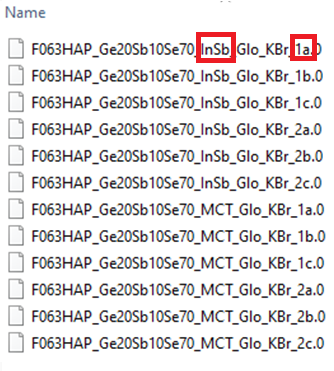 Name
F063HAP_Ge20Sb10Se70_InSb_Glo_KBr_1a.0
F063HAP_Ge20Sb10Se70_InSb_Glo_KBr_1b.0
F063HAP_Ge20Sb10Se70_InSb_Glo_KBr_1c.0
F063HAP_Ge20Sb10Se70_InSb_Glo_KBr_2a.0
F063HAP_Ge20Sb10Se70_InSb_Glo_KBr_2b.0
F063HAP_Ge20Sb10Se70_InSb_Glo_KBr_2c.0
F063HAP_Ge20Sb10Se70_MCT_Glo_KBr_1a.0
F063HAP_Ge20Sb10Se70_MCT_Glo_KBr_1b.0
F063HAP_Ge20Sb10Se70_MCT_Glo_KBr_1c.0
F063HAP_Ge20Sb10Se70_MCT_Glo_KBr_2a.0
F063HAP_Ge20Sb10Se70_MCT_Glo_KBr_2b.0
F063HAP_Ge20Sb10Se70_MCT_Glo_KBr_2c.0